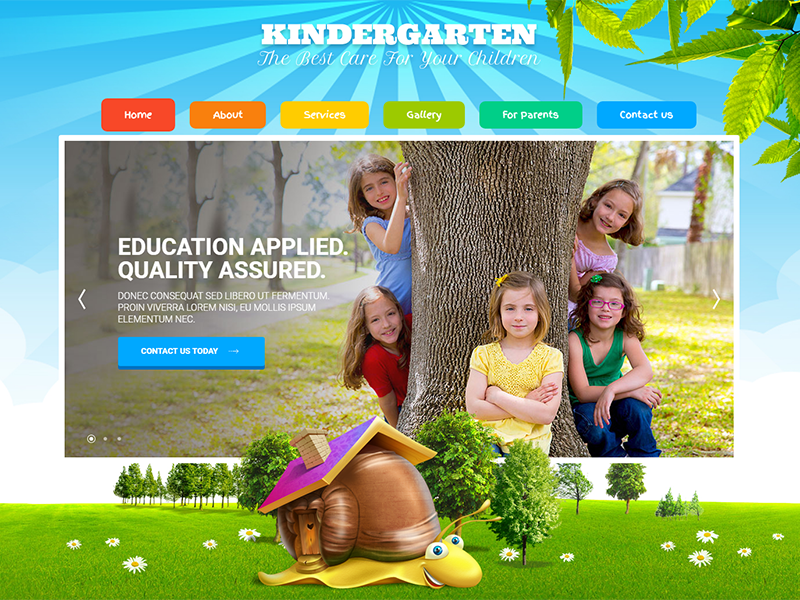 KINDERGARTEN
The Best Care For Your Children
Home About Services Gallery For Parents Contact us
EDUCATION APPLIED.
QUALITY ASSURED.
DONEC CONSEQUAT SED LIBERO UT FERMENTUM.
PROIN VIVERRA LOREM NISI, EU MOLLIS IPSUM
ELEMENTUM NEC.
CONTACT US TODAY →